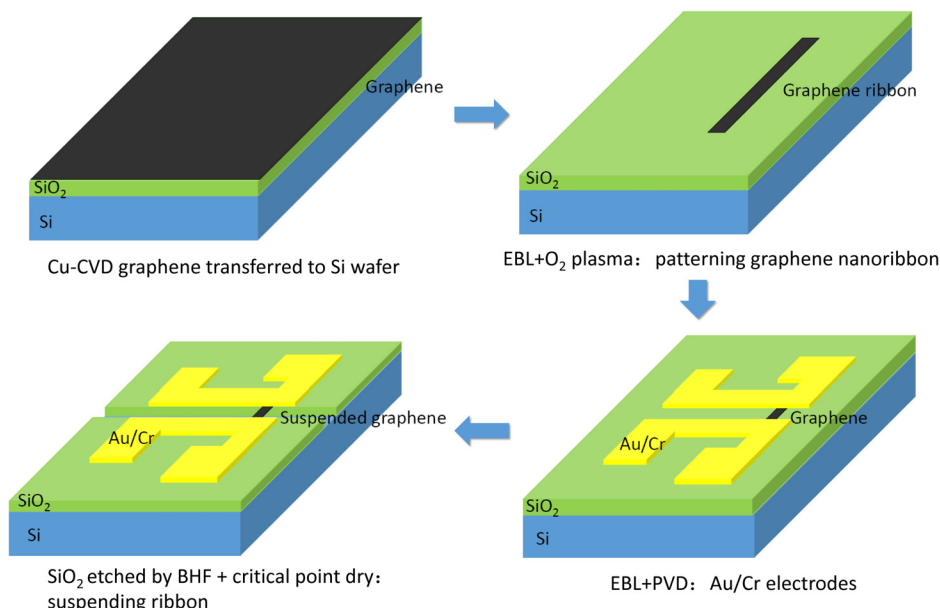 Graphene
SiO₂
Si
Cu-CVD graphene transferred to Si wafer
Graphene ribbon
SiO₂
Si
EBL+O₂ plasma： patterning graphene nanoribbon
Suspended graphene
Au/Cr
SiO₂
Si
SiO₂ etched by BHF + critical point dry：
suspending ribbon
Graphene
Au/Cr
SiO₂
Si
EBL+PVD： Au/Cr electrodes